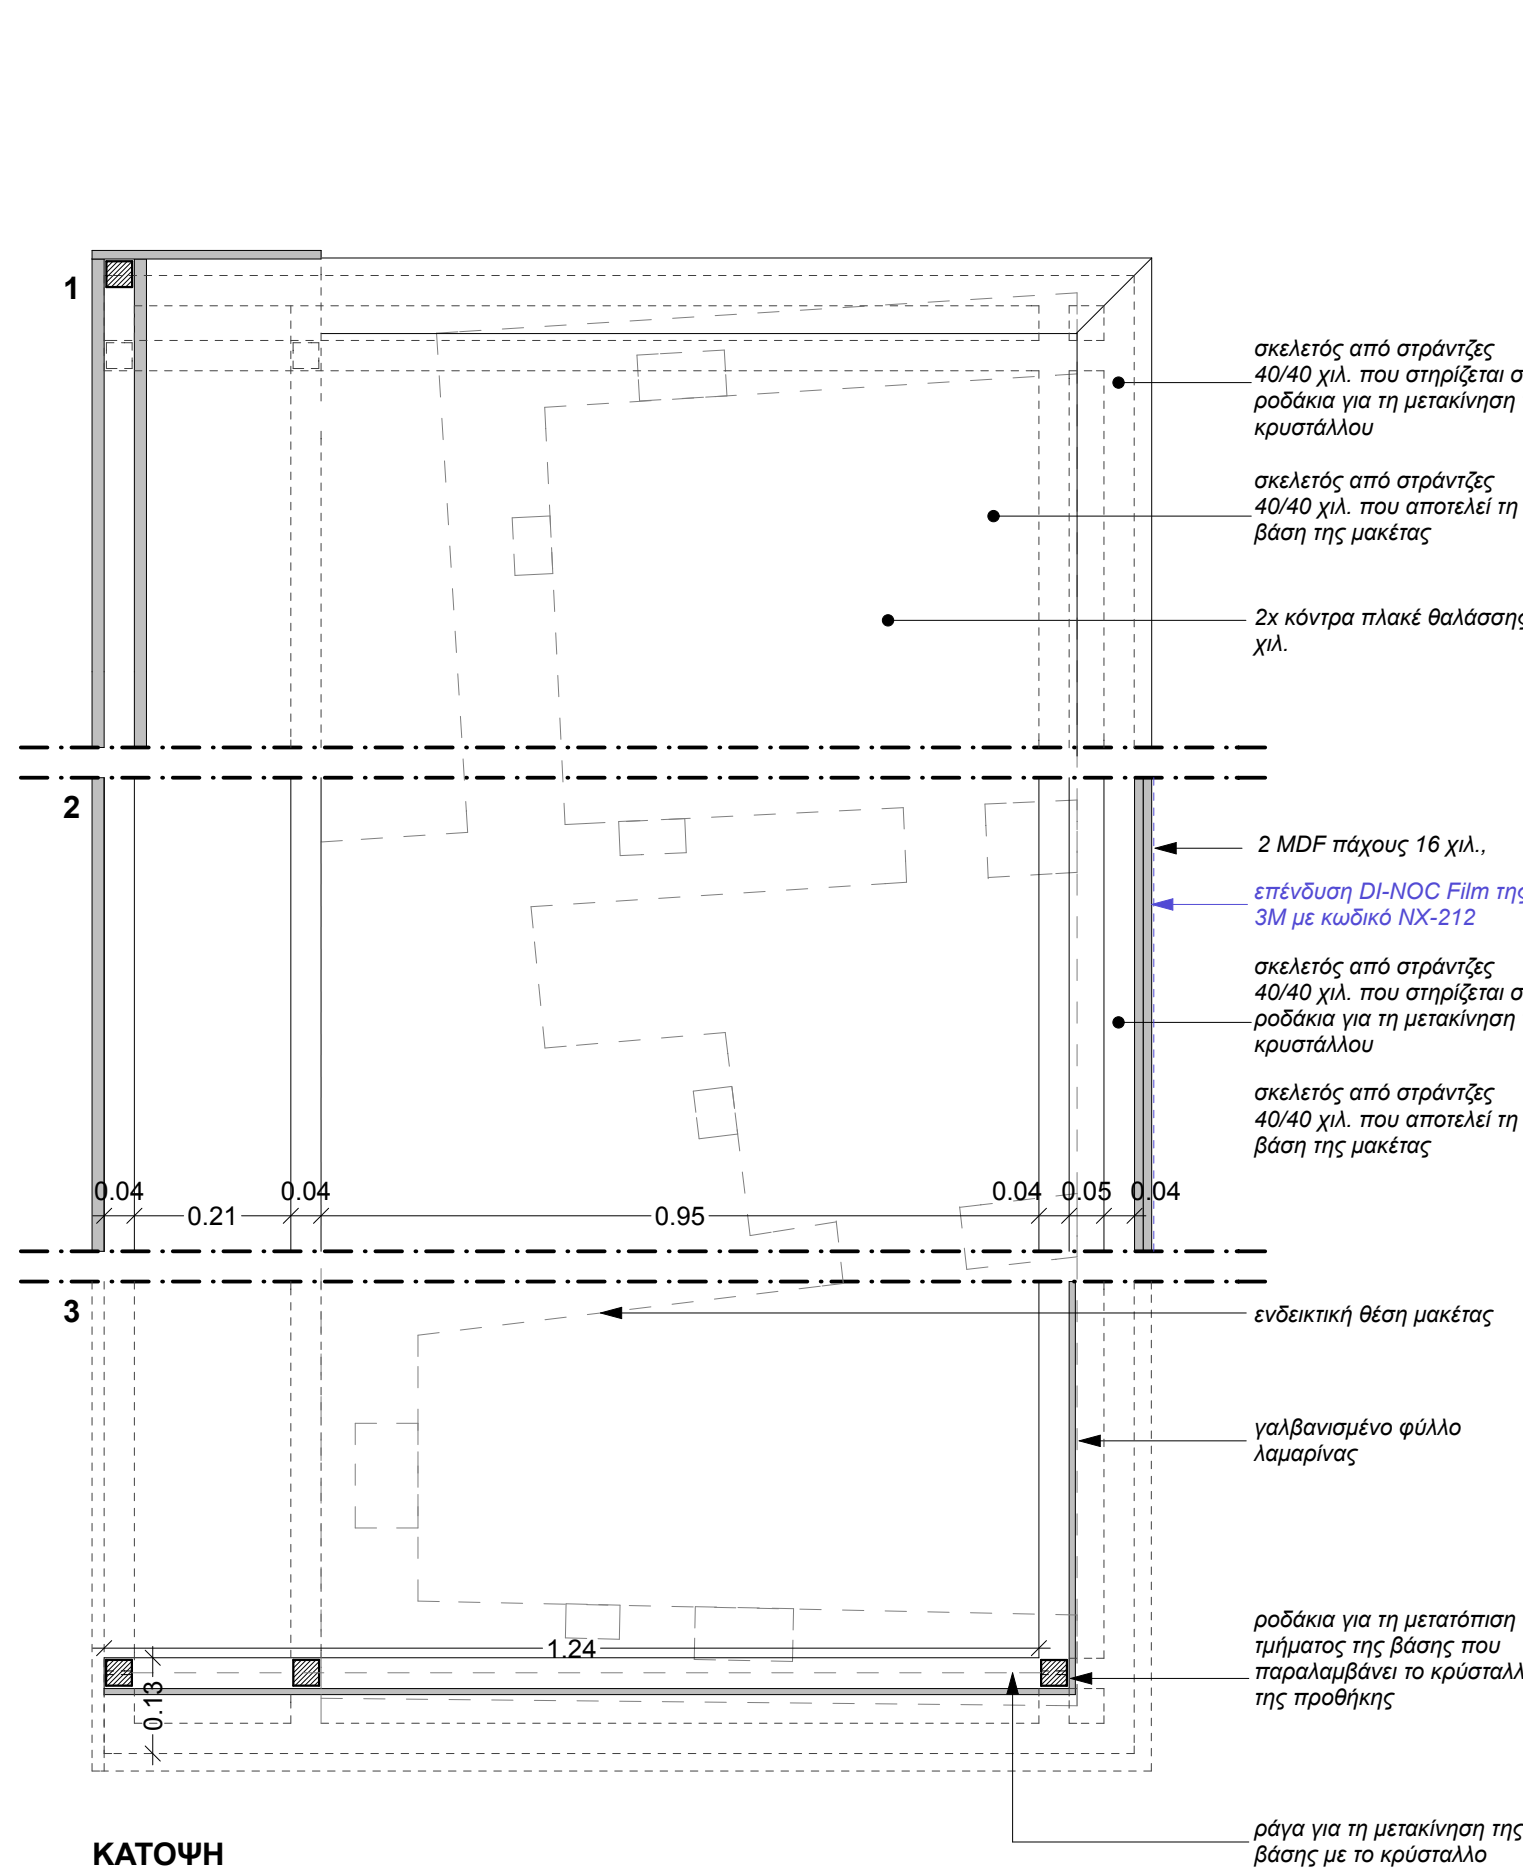 1
σκελετός από στράντζες
40/40 χιλ. που στηρίζεται σ
ροδάκια για τη μετακίνηση
κρυστάλλου
σκελετός από στράντζες
40/40 χιλ. που αποτελεί τη
βάση της μακέτας
2x κόντρα πλακέ θαλάσσης
χιλ.
2
2 MDF πάχους 16 χιλ.,
επένδυση DI-NOC Film της
3M με κωδικό NX-212
σκελετός από στράντζες
40/40 χιλ. που στηρίζεται σ
ροδάκια για τη μετακίνηση
κρυστάλλου
σκελετός από στράντζες
40/40 χιλ. που αποτελεί τη
βάση της μακέτας
0.04 0.04 0.04 0.05 0.04
0.21 0.95
3
ενδεικτική θέση μακέτας
γαλβανισμένο φύλλο
λαμαρίνας
ροδάκια για τη μετατόπιση
τμήματος της βάσης που
παραλαμβάνει το κρύσταλλ
της προθήκης
1.24
0.13
ράγα για τη μετακίνηση της
βάσης με το κρύσταλλο
ΚΑΤΟΨΗ